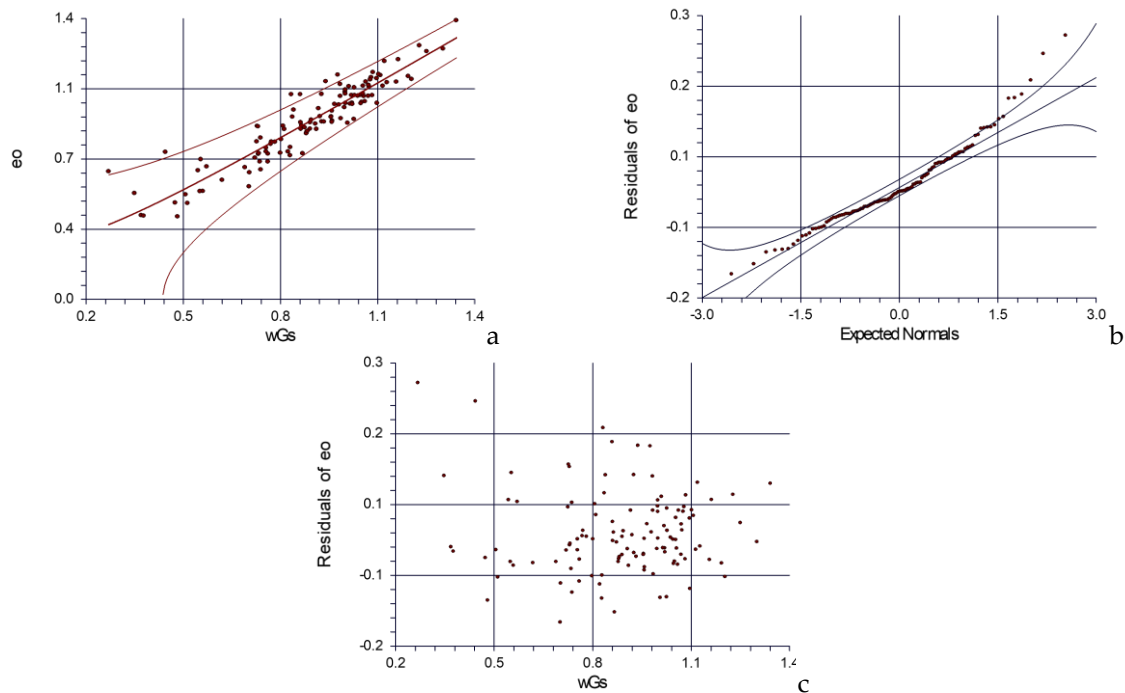 1.4
1.1
0.7
0.4
0.0
eo
0.2 0.5 0.8 1.1 1.4
wGs
a
0.3
0.2
0.1
-0.1
-0.2
Residuals of eo
-3.0 -1.5 0.0 1.5 3.0
Expected Normals
b
0.3
0.2
0.1
-0.1
-0.2
Residuals of eo
0.2 0.5 0.8 1.1 1.4
wGs
c